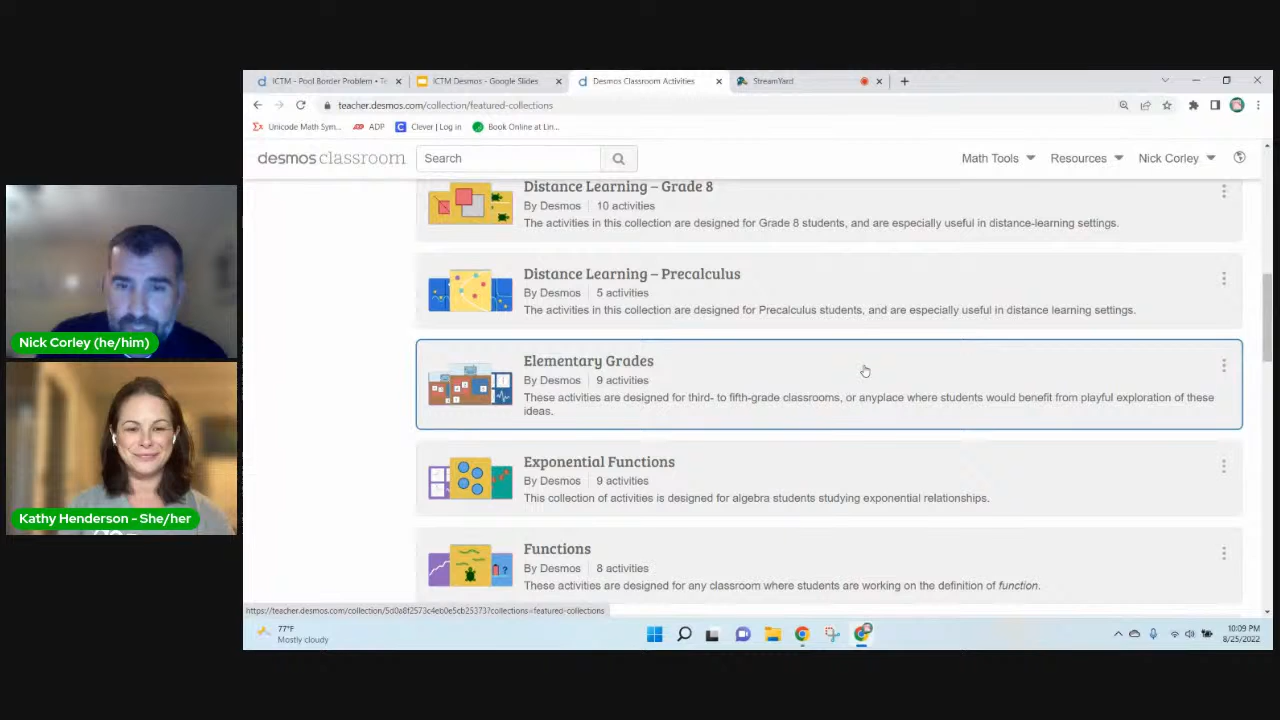 ICTM - Pool Border Problem • Te
ICTM Desmos - Google Slides
Desmos Classroom Activities
StreamYard
teacher.desmos.com/collection/featured-collections
Unicode Math Sym...
ADP
Clever | Log in
Book Online at Lin...
desmos classroom
Search
Math Tools
Resources
Nick Corley
Distance Learning – Grade 8
By Desmos
10 activities
The activities in this collection are designed for Grade 8 students, and are especially useful in distance-learning settings.
Distance Learning – Precalculus
By Desmos
5 activities
The activities in this collection are designed for Precalculus students, and are especially useful in distance learning settings.
Elementary Grades
By Desmos
9 activities
These activities are designed for third- to fifth-grade classrooms, or anyplace where students would benefit from playful exploration of these
ideas.
Exponential Functions
By Desmos
9 activities
This collection of activities is designed for algebra students studying exponential relationships.
Functions
By Desmos
8 activities
These activities are designed for any classroom where students are working on the definition of function.
https://teacher.desmos.com/collection/5d0a8f2573c4eb0e5cb25373?collections=featured-collections
77°F
Mostly cloudy
10:09 PM
8/25/2022
Nick Corley (he/him)
Kathy Henderson - She/her